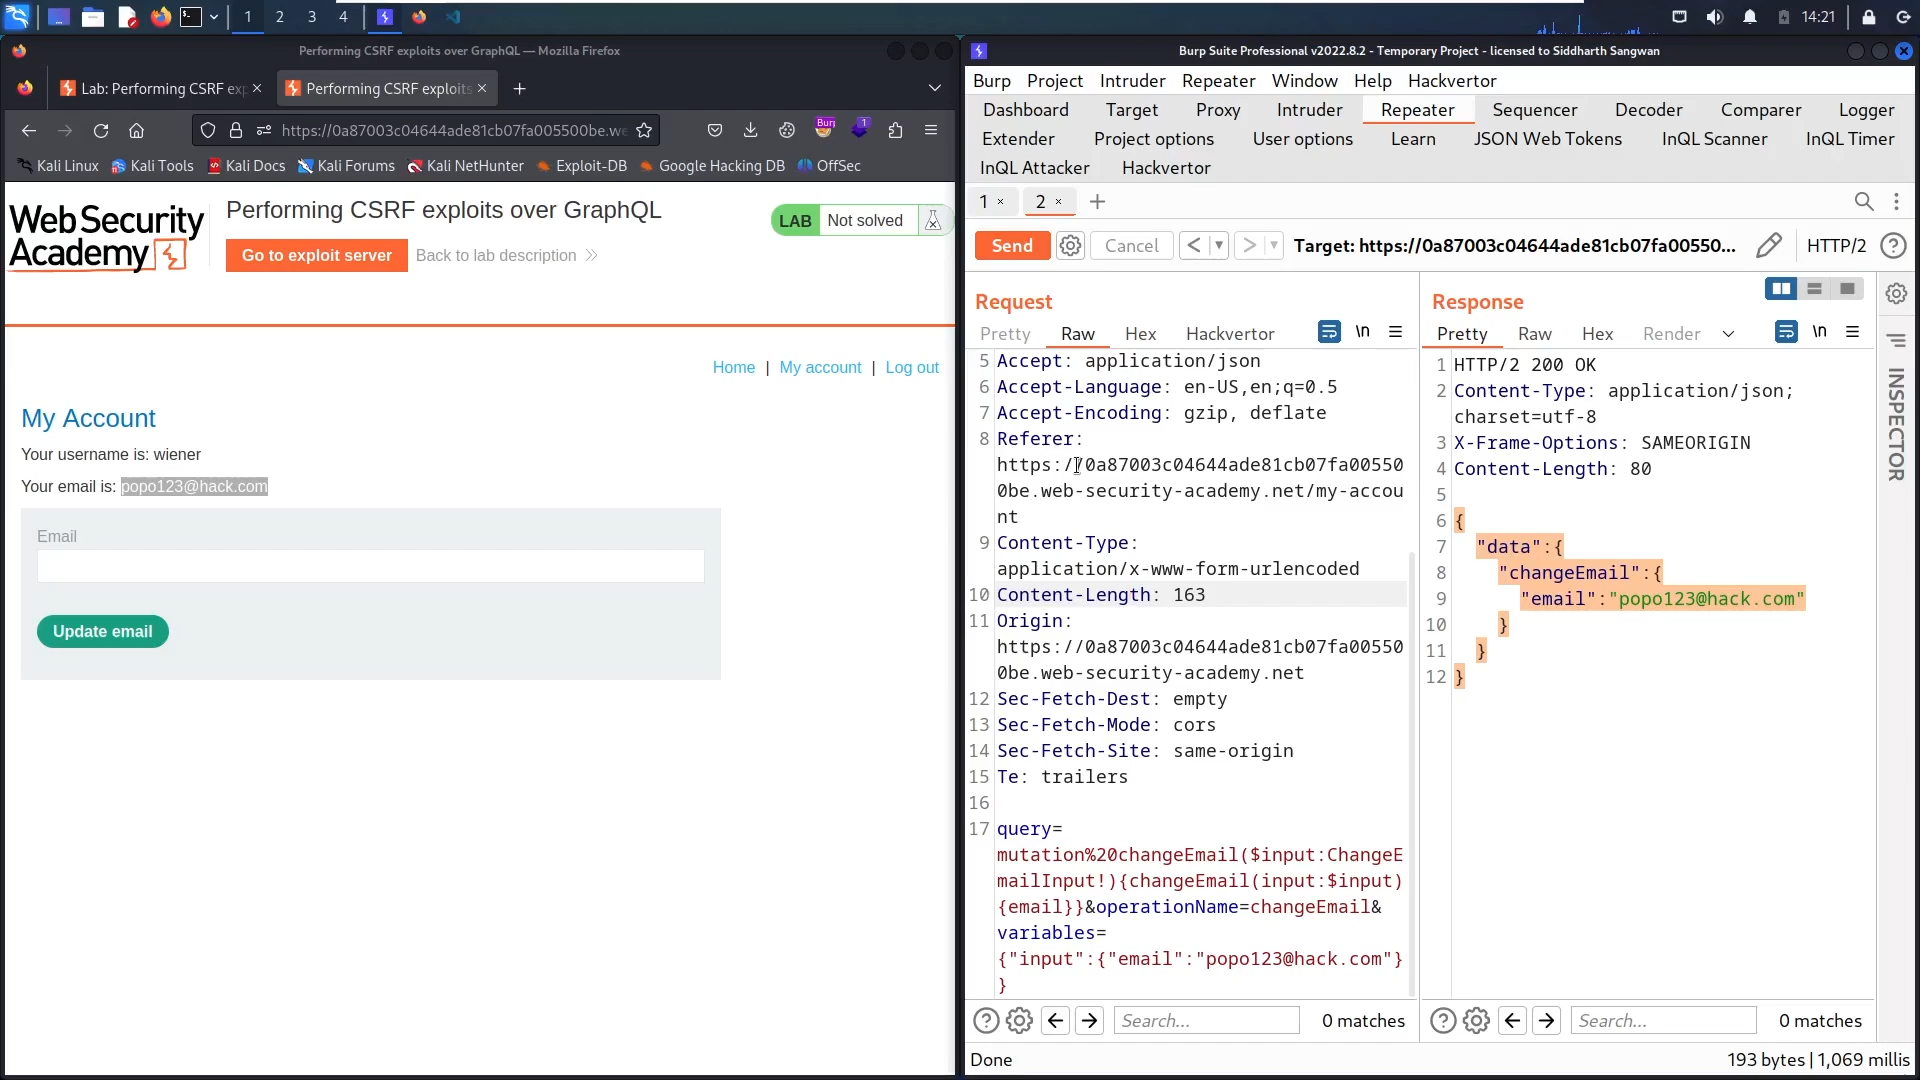 1 2 3 4
14:21
Performing CSRF exploits over GraphQL — Mozilla Firefox
Lab: Performing CSRF exp
Performing CSRF exploits
https://0a87003c04644ade81cb07fa005500be.we
Burp
1
Kali Linux Kali Tools Kali Docs Kali Forums Kali NetHunter Exploit-DB Google Hacking DB OffSec
Web Security
Academy
Performing CSRF exploits over GraphQL
LAB Not solved
Go to exploit server
Back to lab description
Home | My account | Log out
My Account
Your username is: wiener
Your email is: popo123@hack.com
Email
Update email
Burp Suite Professional v2022.8.2 - Temporary Project - licensed to Siddharth Sangwan
Burp Project Intruder Repeater Window Help Hackvertor
Dashboard Target Proxy Intruder Repeater Sequencer Decoder Comparer Logger
Extender Project options User options Learn JSON Web Tokens InQL Scanner InQL Timer
InQL Attacker Hackvertor
1 × 2 × +
Send Cancel Target: https://0a87003c04644ade81cb07fa00550... HTTP/2
Request
Pretty Raw Hex Hackvertor \n
5 Accept: application/json
6 Accept-Language: en-US,en;q=0.5
7 Accept-Encoding: gzip, deflate
8 Referer:
https://0a87003c04644ade81cb07fa00550
0be.web-security-academy.net/my-accou
nt
9 Content-Type:
application/x-www-form-urlencoded
10 Content-Length: 163
11 Origin:
https://0a87003c04644ade81cb07fa00550
0be.web-security-academy.net
12 Sec-Fetch-Dest: empty
13 Sec-Fetch-Mode: cors
14 Sec-Fetch-Site: same-origin
15 Te: trailers
16
17 query=
mutation%20changeEmail($input:ChangeE
mailInput!){changeEmail(input:$input)
{email}}&operationName=changeEmail&
variables=
{"input":{"email":"popo123@hack.com"}
}
Search... 0 matches
Response
Pretty Raw Hex Render \n
1 HTTP/2 200 OK
2 Content-Type: application/json;
charset=utf-8
3 X-Frame-Options: SAMEORIGIN
4 Content-Length: 80
5
6 {
7 "data":{
8 "changeEmail":{
9 "email":"popo123@hack.com"
10 }
11 }
12 }
Search... 0 matches
INSPECTOR
Done
193 bytes | 1,069 millis